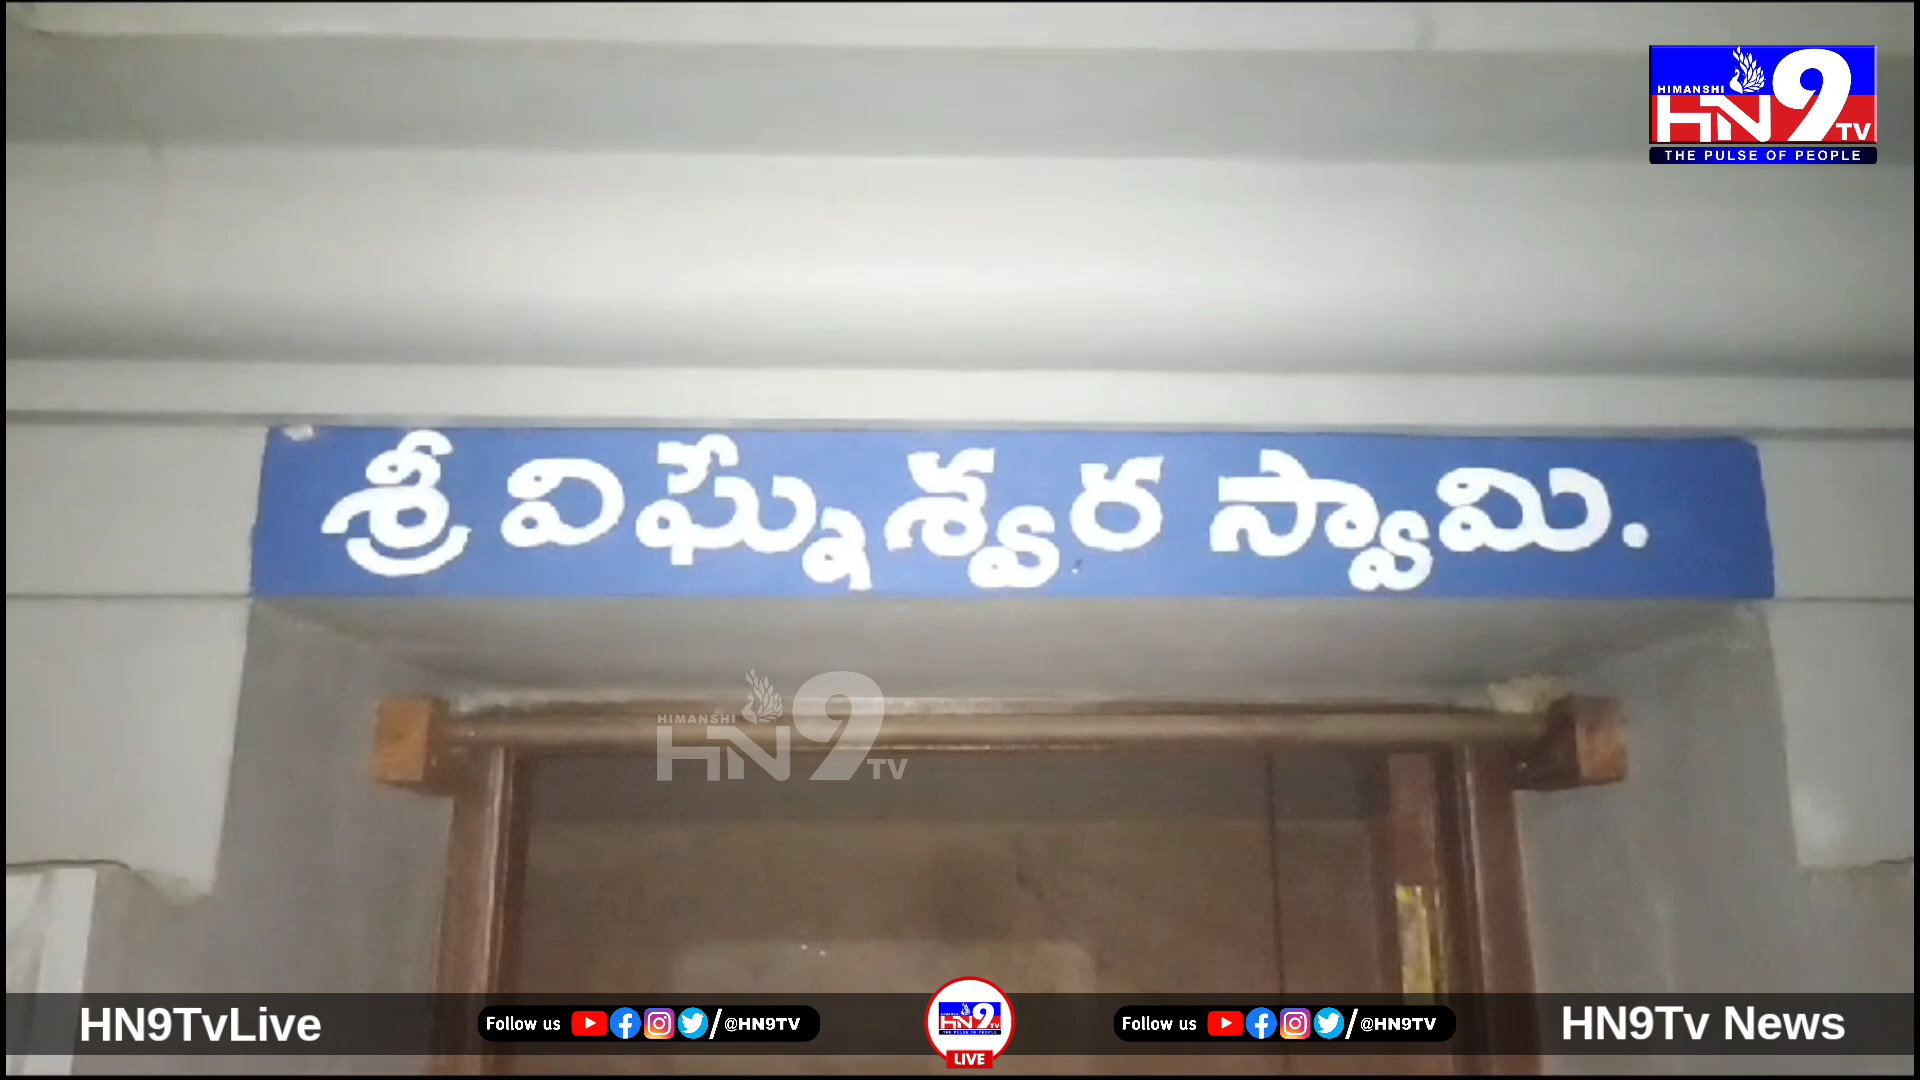 HIMANSHI
HN9TV
THE PULSE OF PEOPLE
శ్రీ విఘ్నేశ్వర స్వామి.
HIMANSHI
HN9TV
HN9TvLive
Follow us / @HN9TV
HN9TV
LIVE
Follow us / @HN9TV
HN9Tv News